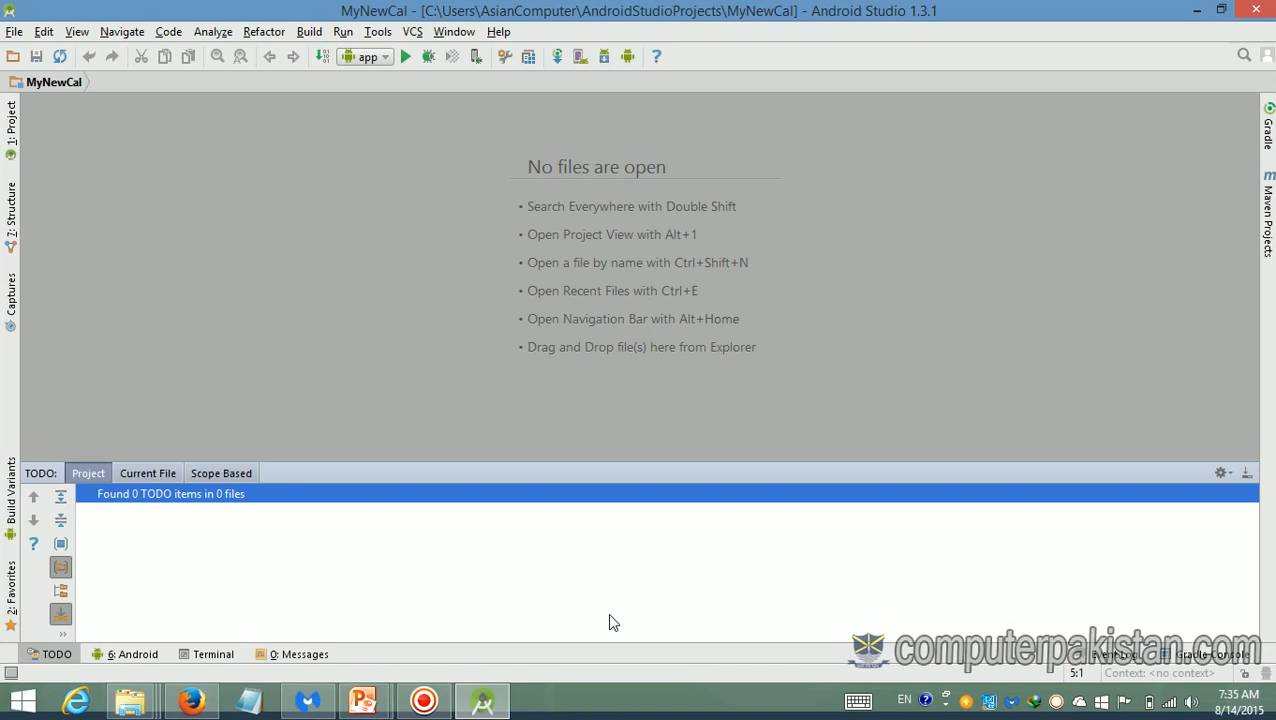 MyNewCal - [C:\Users\AsianComputer\AndroidStudioProjects\MyNewCal] - Android Studio 1.3.1
File Edit View Navigate Code Analyze Refactor Build Run Tools VCS Window Help
app
MyNewCal
1: Project
7: Structure
Captures
Build Variants
2: Favorites
Gradle
Maven Projects
No files are open
• Search Everywhere with Double Shift
• Open Project View with Alt+1
• Open a file by name with Ctrl+Shift+N
• Open Recent Files with Ctrl+E
• Open Navigation Bar with Alt+Home
• Drag and Drop file(s) here from Explorer
TODO: Project Current File Scope Based
Found 0 TODO items in 0 files
TODO 6: Android Terminal 0: Messages Event Log Gradle Console
computerpakistan.com
5:1 Context: <no context>
EN
7:35 AM
8/14/2015